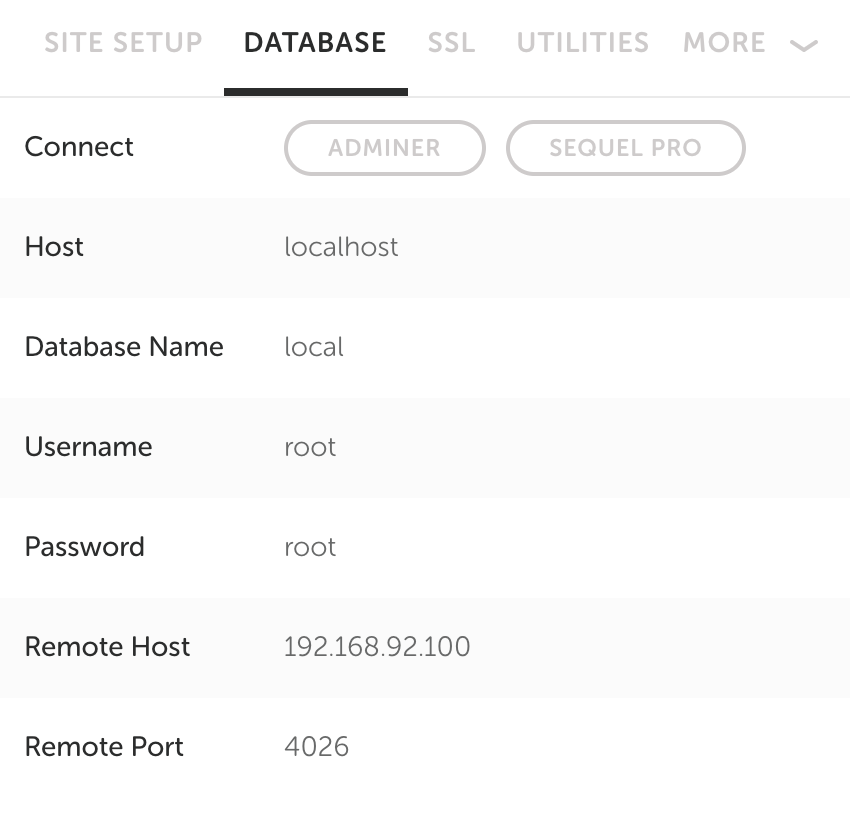 SITE SETUP DATABASE SSL UTILITIES MORE
Connect ADMINER SEQUEL PRO
Host localhost
Database Name local
Username root
Password root
Remote Host 192.168.92.100
Remote Port 4026